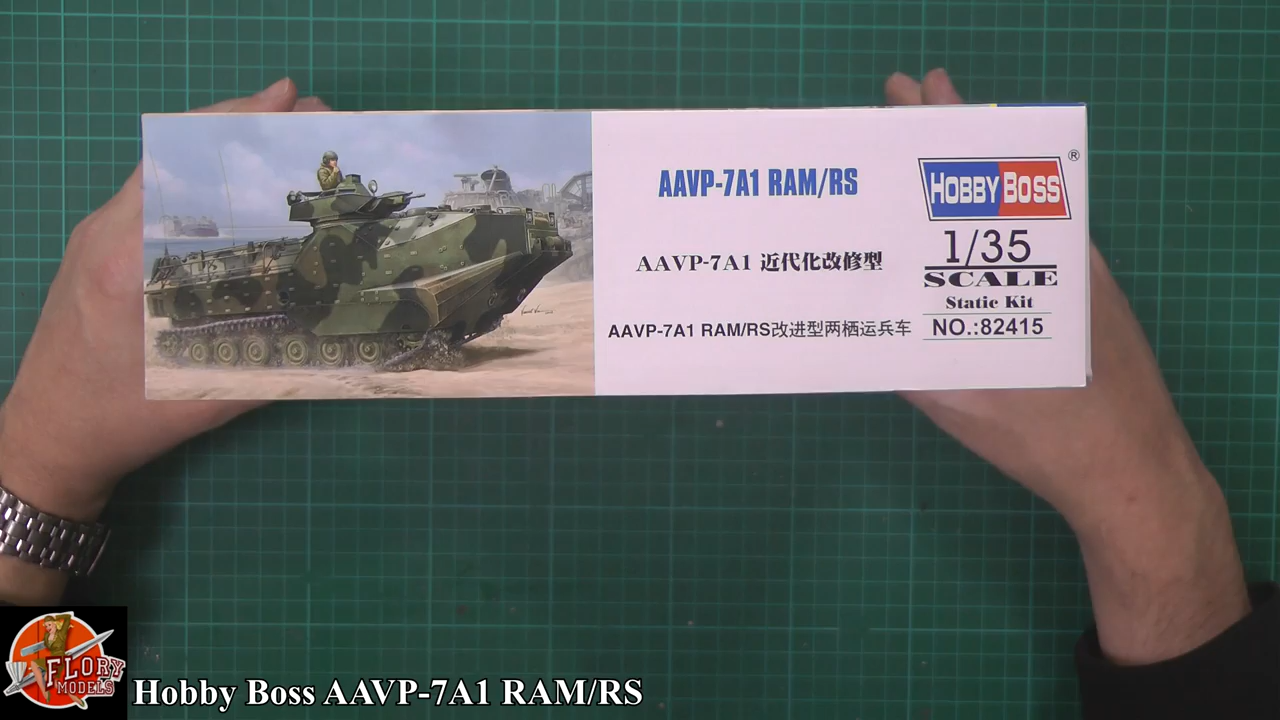 AAVP-7A1 RAM/RS
AAVP-7A1 近代化改修型
AAVP-7A1 RAM/RS改进型两栖运兵车
HOBBY BOSS®
1/35
SCALE
Static Kit
NO.:82415
FLORY
MODELS
Hobby Boss AAVP-7A1 RAM/RS